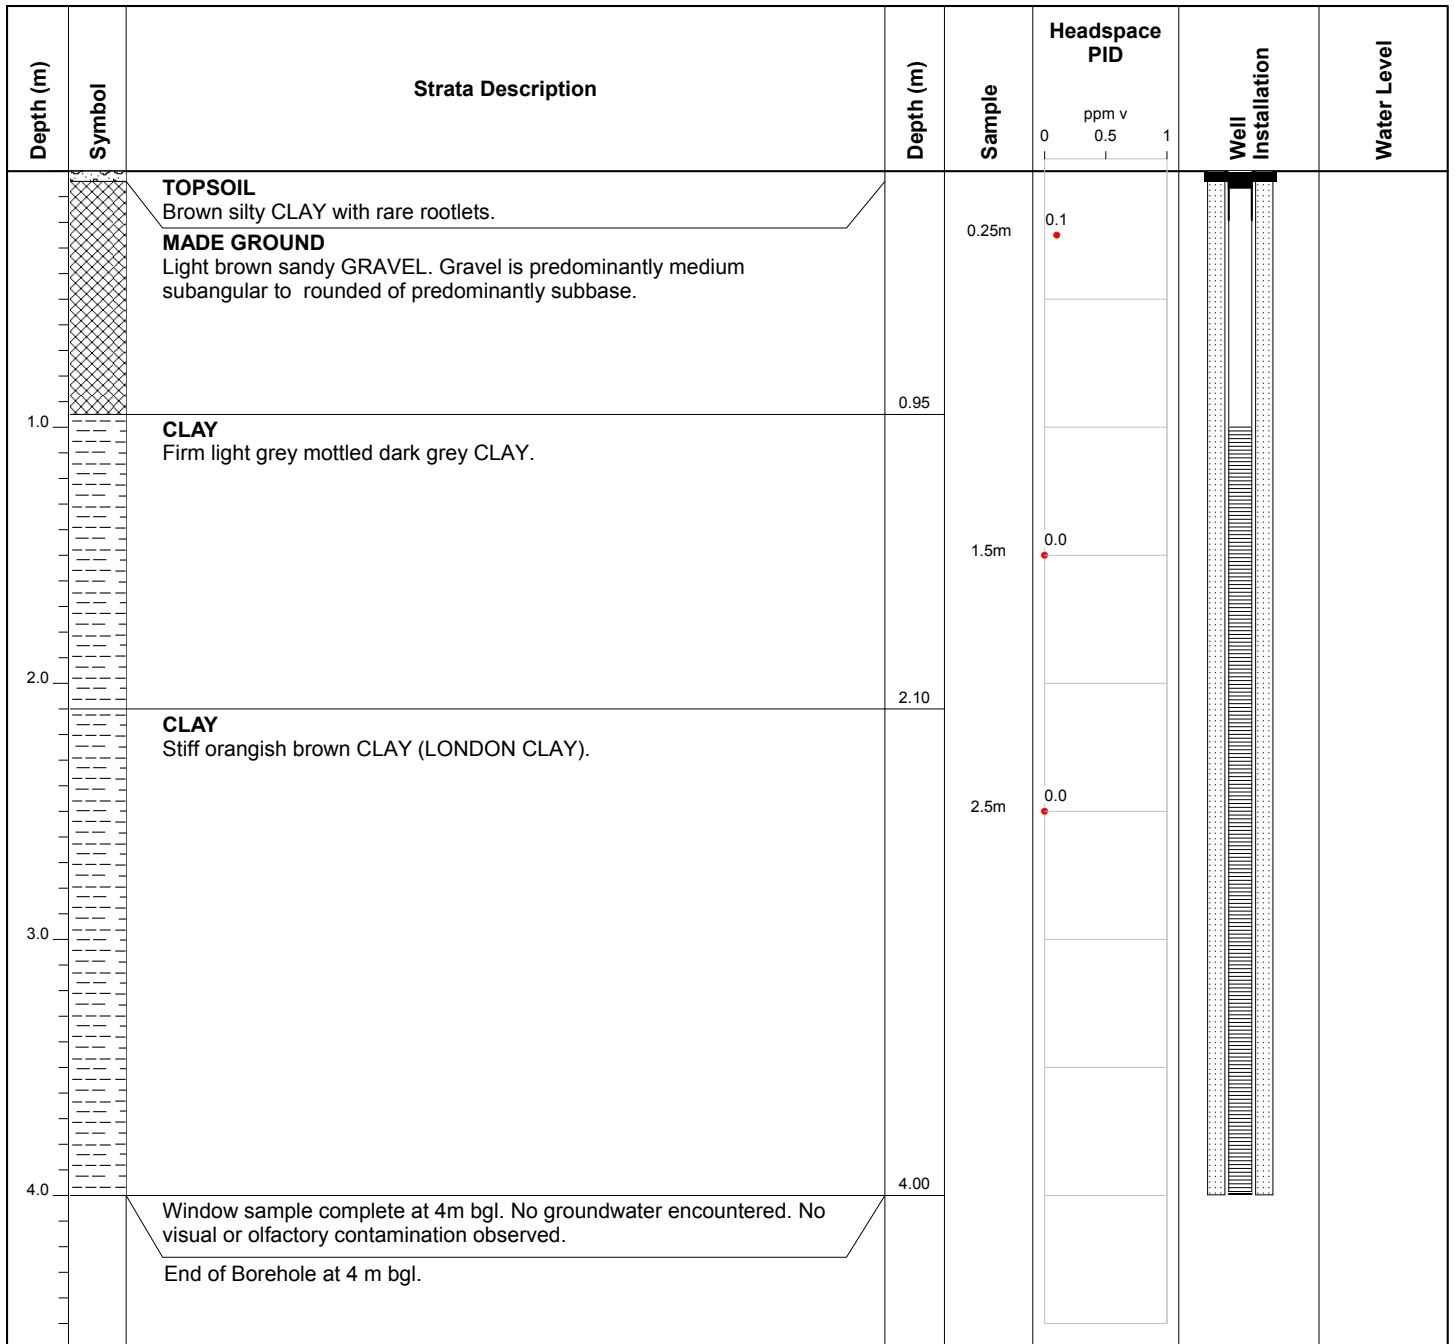 Depth (m)
Symbol
Strata Description
Depth (m)
Sample
Headspace
PID
ppm v
0 0.5 1
Well
Installation
Water Level
TOPSOIL
Brown silty CLAY with rare rootlets.
MADE GROUND
Light brown sandy GRAVEL. Gravel is predominantly medium
subangular to rounded of predominantly subbase.
0.25m
0.1
0.95
1.0
CLAY
Firm light grey mottled dark grey CLAY.
1.5m
0.0
2.0
2.10
CLAY
Stiff orangish brown CLAY (LONDON CLAY).
2.5m
0.0
3.0
4.0
4.00
Window sample complete at 4m bgl. No groundwater encountered. No
visual or olfactory contamination observed.
End of Borehole at 4 m bgl.